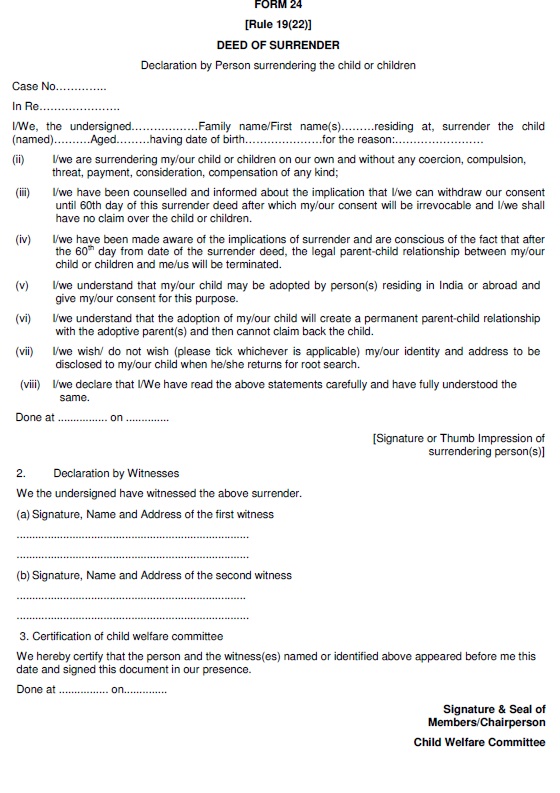 FORM 24
[Rule 19(22)]
DEED OF SURRENDER
Declaration by Person surrendering the child or children
Case No..............
In Re......................
I/We, the undersigned..................Family name/First name(s).........residing at, surrender the child
(named)..........Aged.........having date of birth.....................for the reason:........................
(ii) I/we are surrendering my/our child or children on our own and without any coercion, compulsion,
threat, payment, consideration, compensation of any kind;
(iii) I/we have been counselled and informed about the implication that I/we can withdraw our consent
until 60th day of this surrender deed after which my/our consent will be irrevocable and I/we shall
have no claim over the child or children.
(iv) I/we have been made aware of the implications of surrender and are conscious of the fact that after
the 60th day from date of the surrender deed, the legal parent-child relationship between my/our
child or children and me/us will be terminated.
(v) I/we understand that my/our child may be adopted by person(s) residing in India or abroad and
give my/our consent for this purpose.
(vi) I/we understand that the adoption of my/our child will create a permanent parent-child relationship
with the adoptive parent(s) and then cannot claim back the child.
(vii) I/we wish/ do not wish (please tick whichever is applicable) my/our identity and address to be
disclosed to my/our child when he/she returns for root search.
(viii) I/we declare that I/We have read the above statements carefully and have fully understood the
same.
Done at ................ on ..............
[Signature or Thumb Impression of
surrendering person(s)]
2. Declaration by Witnesses
We the undersigned have witnessed the above surrender.
(a) Signature, Name and Address of the first witness
...........................................................................
...........................................................................
(b) Signature, Name and Address of the second witness
..........................................................................
...........................................................................
3. Certification of child welfare committee
We hereby certify that the person and the witness(es) named or identified above appeared before me this
date and signed this document in our presence.
Done at ................ on..............
Signature & Seal of
Members/Chairperson
Child Welfare Committee